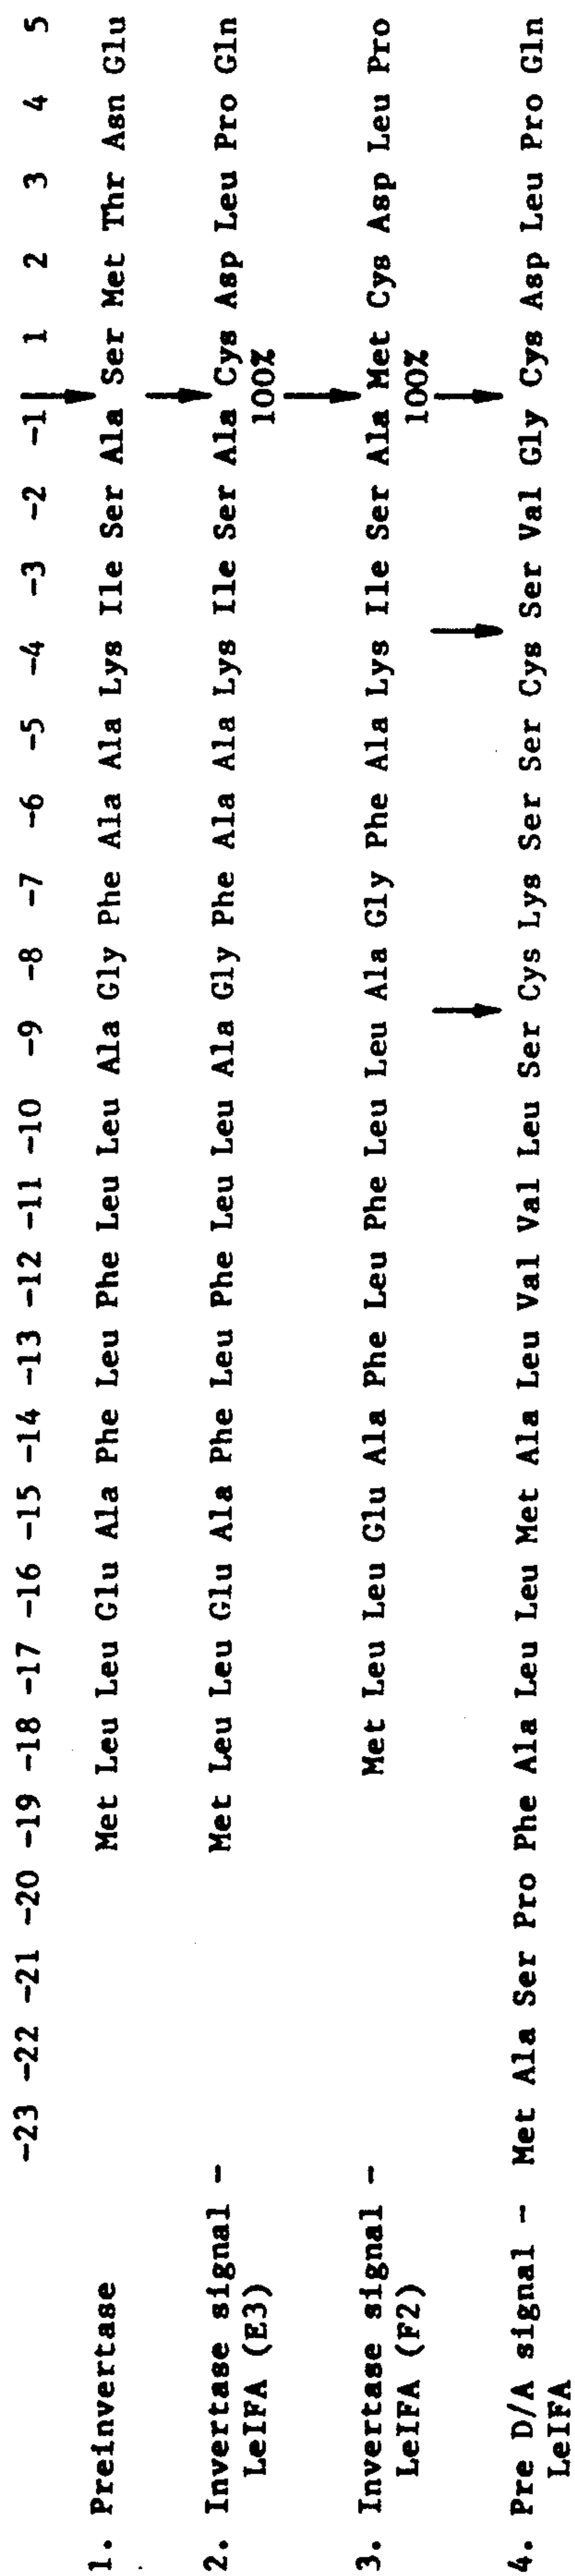 -23 -22 -21 -20 -19 -18 -17 -16 -15 -14 -13 -12 -11 -10 -9 -8 -7 -6 -5 -4 -3 -2 -1 1 2 3 4 5
1. Preinvertase Met Leu Leu Glu Ala Phe Leu Phe Leu Leu Ala Gly Phe Ala Ala Lys Ile Ser Ala Ser Met Thr Asn Glu
2. Invertase signal - Met Leu Leu Glu Ala Phe Leu Phe Leu Leu Ala Gly Phe Ala Ala Lys Ile Ser Ala Cys Asp Leu Pro Gln
LeIFA (E3) 100%
3. Invertase signal - Met Leu Leu Glu Ala Phe Leu Phe Leu Leu Ala Gly Phe Ala Lys Ile Ser Ala Met Cys Asp Leu Pro
LeIFA (F2) 100%
4. Pre D/A signal - Met Ala Ser Pro Phe Ala Leu Leu Met Ala Leu Val Val Leu Ser Cys Lys Ser Ser Cys Ser Val Gly Cys Asp Leu Pro Gln
LeIFA